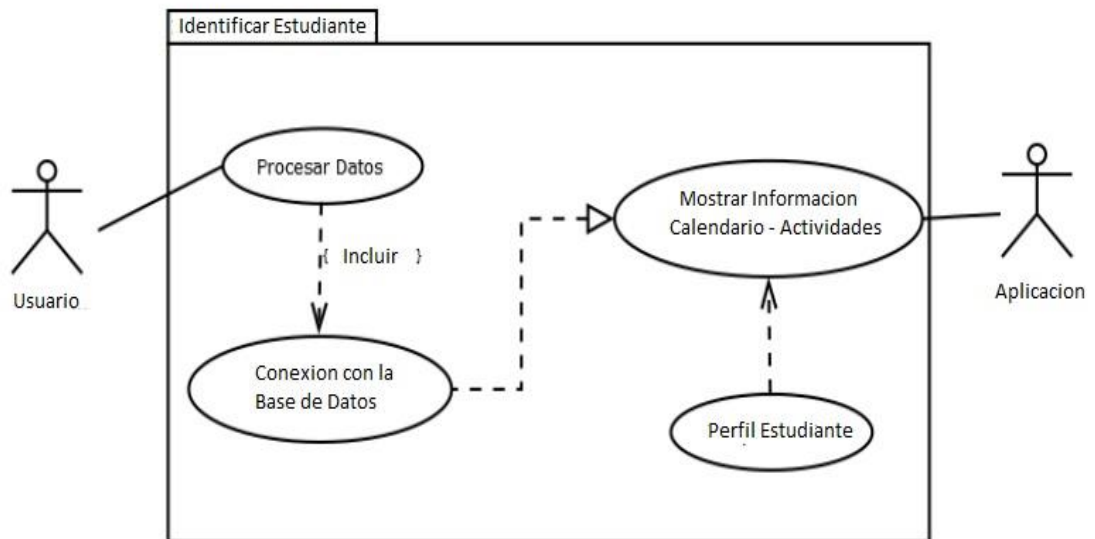 Identificar Estudiante
Procesar Datos
{ Incluir }
Usuario
Conexion con la
Base de Datos
Mostrar Informacion
Calendario - Actividades
Aplicacion
Perfil Estudiante